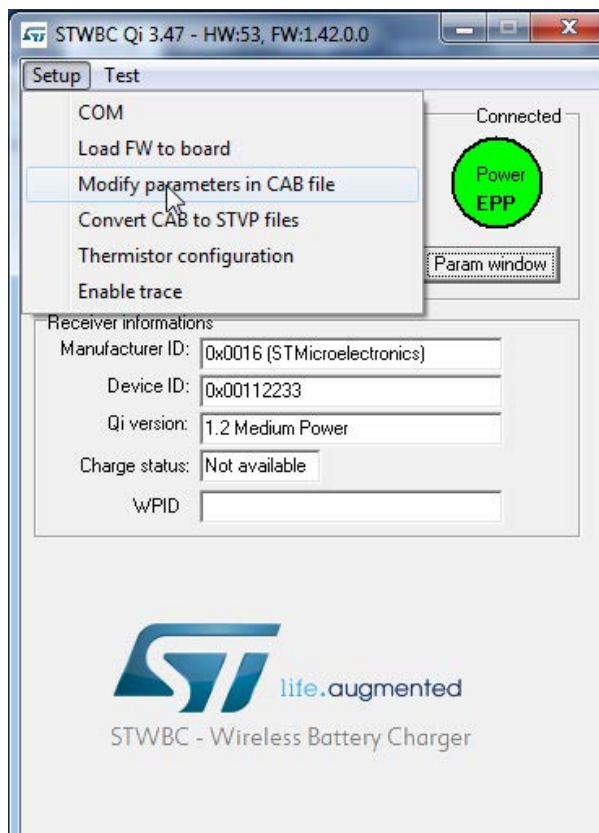 STWBC Qi 3.47 - HW:53, FW:1.42.0.0
Setup Test
COM
Load FW to board
Modify parameters in CAB file
Convert CAB to STVP files
Thermistor configuration
Enable trace
Connected
Power
EPP
Param window
Receiver informations
Manufacturer ID: 0x0016 (STMicroelectronics)
Device ID: 0x00112233
Qi version: 1.2 Medium Power
Charge status: Not available
WPID
ST life.augmented
STWBC - Wireless Battery Charger